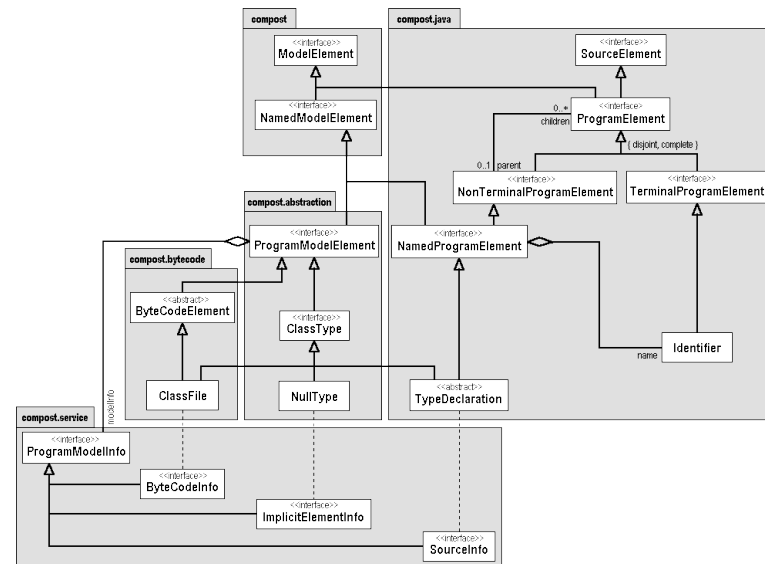 compost
compost.java
<<interface>>
ModelElement
<<interface>>
SourceElement
<<interface>>
NamedModelElement
0..*
children
<<interface>>
ProgramElement
{ disjoint, complete }
0..1
parent
<<interface>>
NonTerminalProgramElement
<<interface>>
TerminalProgramElement
compost.abstraction
<<interface>>
ProgramModelElement
<<interface>>
NamedProgramElement
compost.bytecode
<<abstract>>
ByteCodeElement
<<interface>>
ClassType
name
Identifier
ClassFile
NullType
<<abstract>>
TypeDeclaration
modelInfo
compost.service
<<interface>>
ProgramModelInfo
<<interface>>
ByteCodeInfo
<<interface>>
ImplicitElementInfo
<<interface>>
SourceInfo